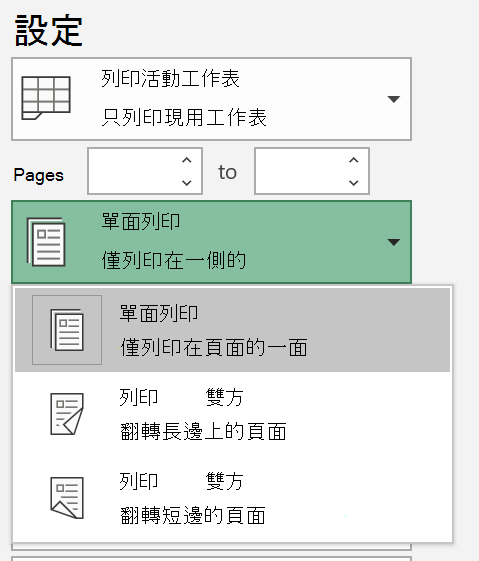 設定
列印活動工作表
只列印現用工作表
Pages to
單面列印
僅列印在一側的
單面列印
僅列印在頁面的一面
列印 雙方
翻轉長邊上的頁面
列印 雙方
翻轉短邊的頁面